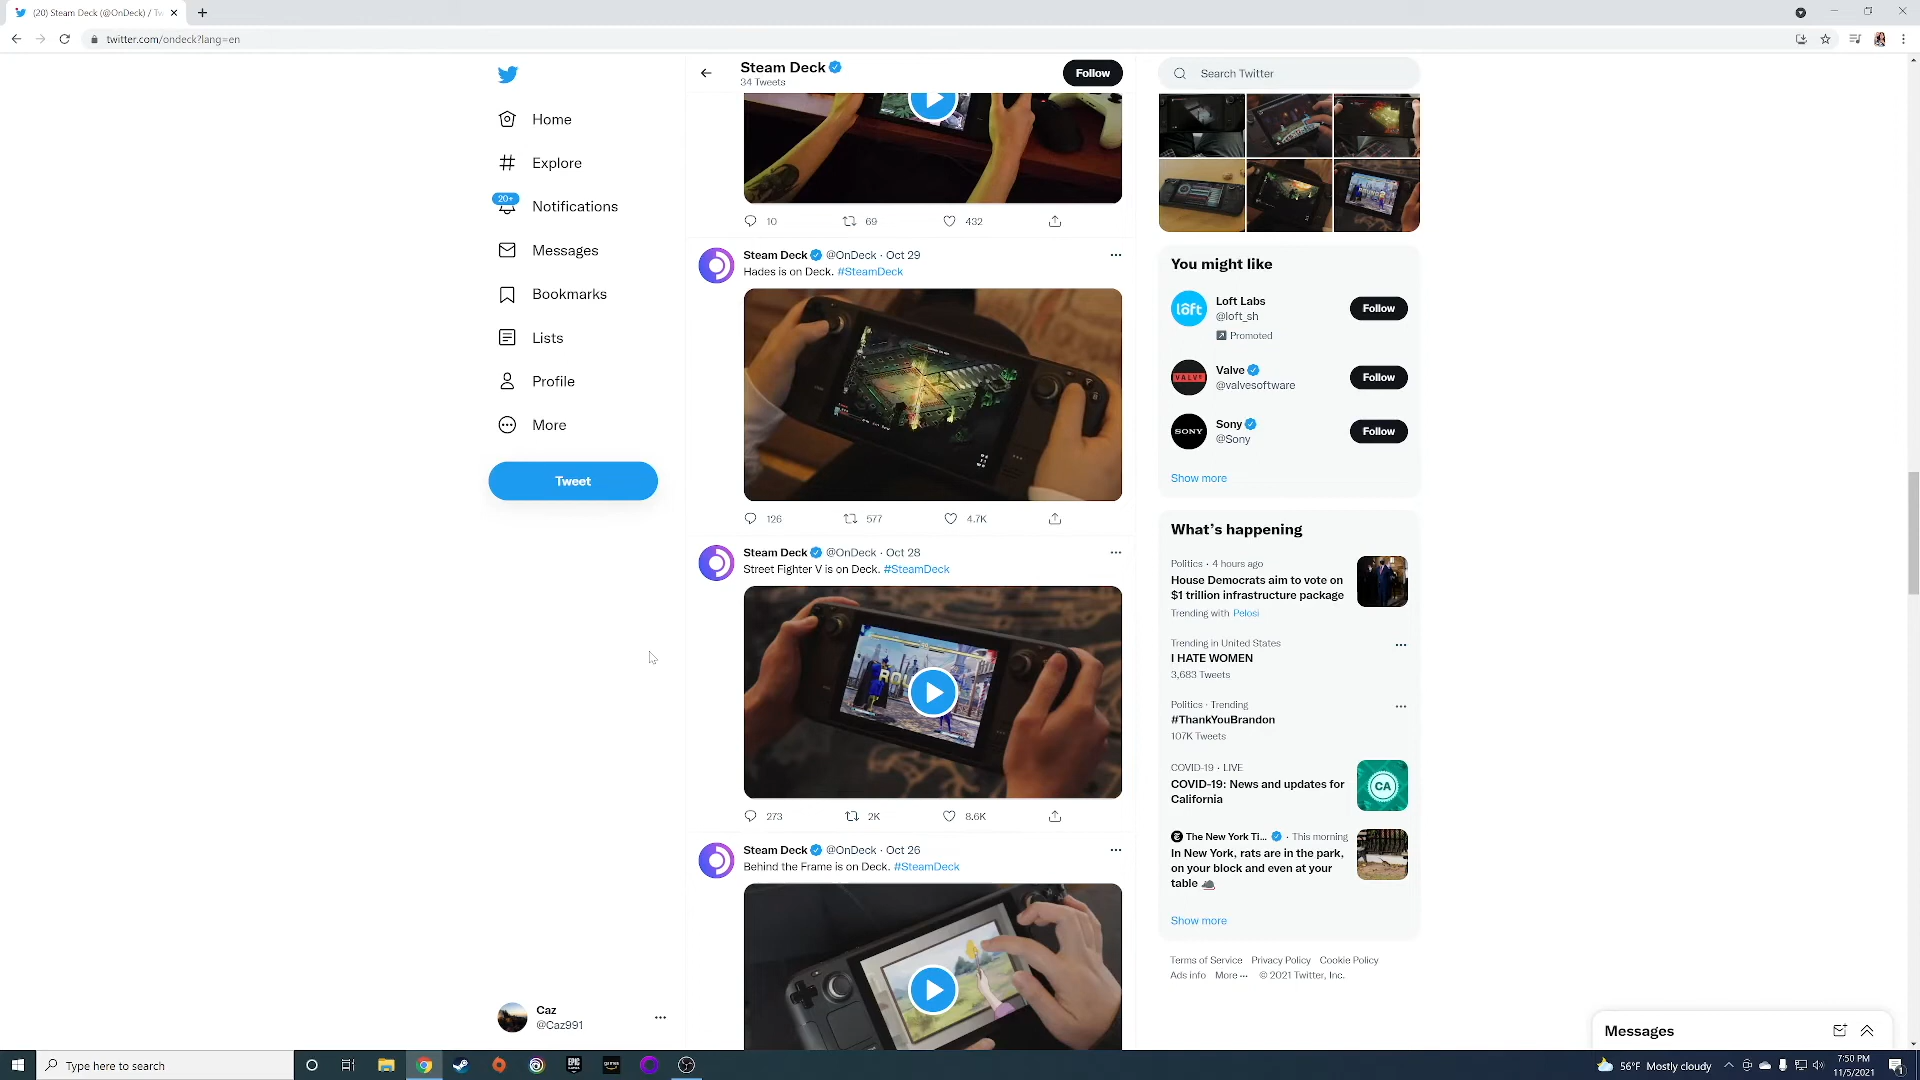 (20) Steam Deck (@OnDeck) / Tw
twitter.com/ondeck?lang=en
Home
Explore
20+
Notifications
Messages
Bookmarks
Lists
Profile
More
Tweet
Caz
@Caz991
Steam Deck
34 Tweets
Follow
10 69 432
Steam Deck @OnDeck · Oct 29
Hades is on Deck. #SteamDeck
126 577 4.7K
Steam Deck @OnDeck · Oct 28
Street Fighter V is on Deck. #SteamDeck
273 2K 8.6K
Steam Deck @OnDeck · Oct 26
Behind the Frame is on Deck. #SteamDeck
Search Twitter
You might like
lôft
Loft Labs
@loft_sh
Promoted
Follow
VALVE
Valve
@valvesoftware
Follow
SONY
Sony
@Sony
Follow
Show more
What's happening
Politics · 4 hours ago
House Democrats aim to vote on
$1 trillion infrastructure package
Trending with Pelosi
Trending in United States
I HATE WOMEN
3,683 Tweets
Politics · Trending
#ThankYouBrandon
107K Tweets
COVID-19 · LIVE
COVID-19: News and updates for
California
CA
The New York Ti... · This morning
In New York, rats are in the park,
on your block and even at your
table
Show more
Terms of Service Privacy Policy Cookie Policy
Ads info More ··· © 2021 Twitter, Inc.
Messages
Type here to search
56°F Mostly cloudy
7:50 PM
11/5/2021